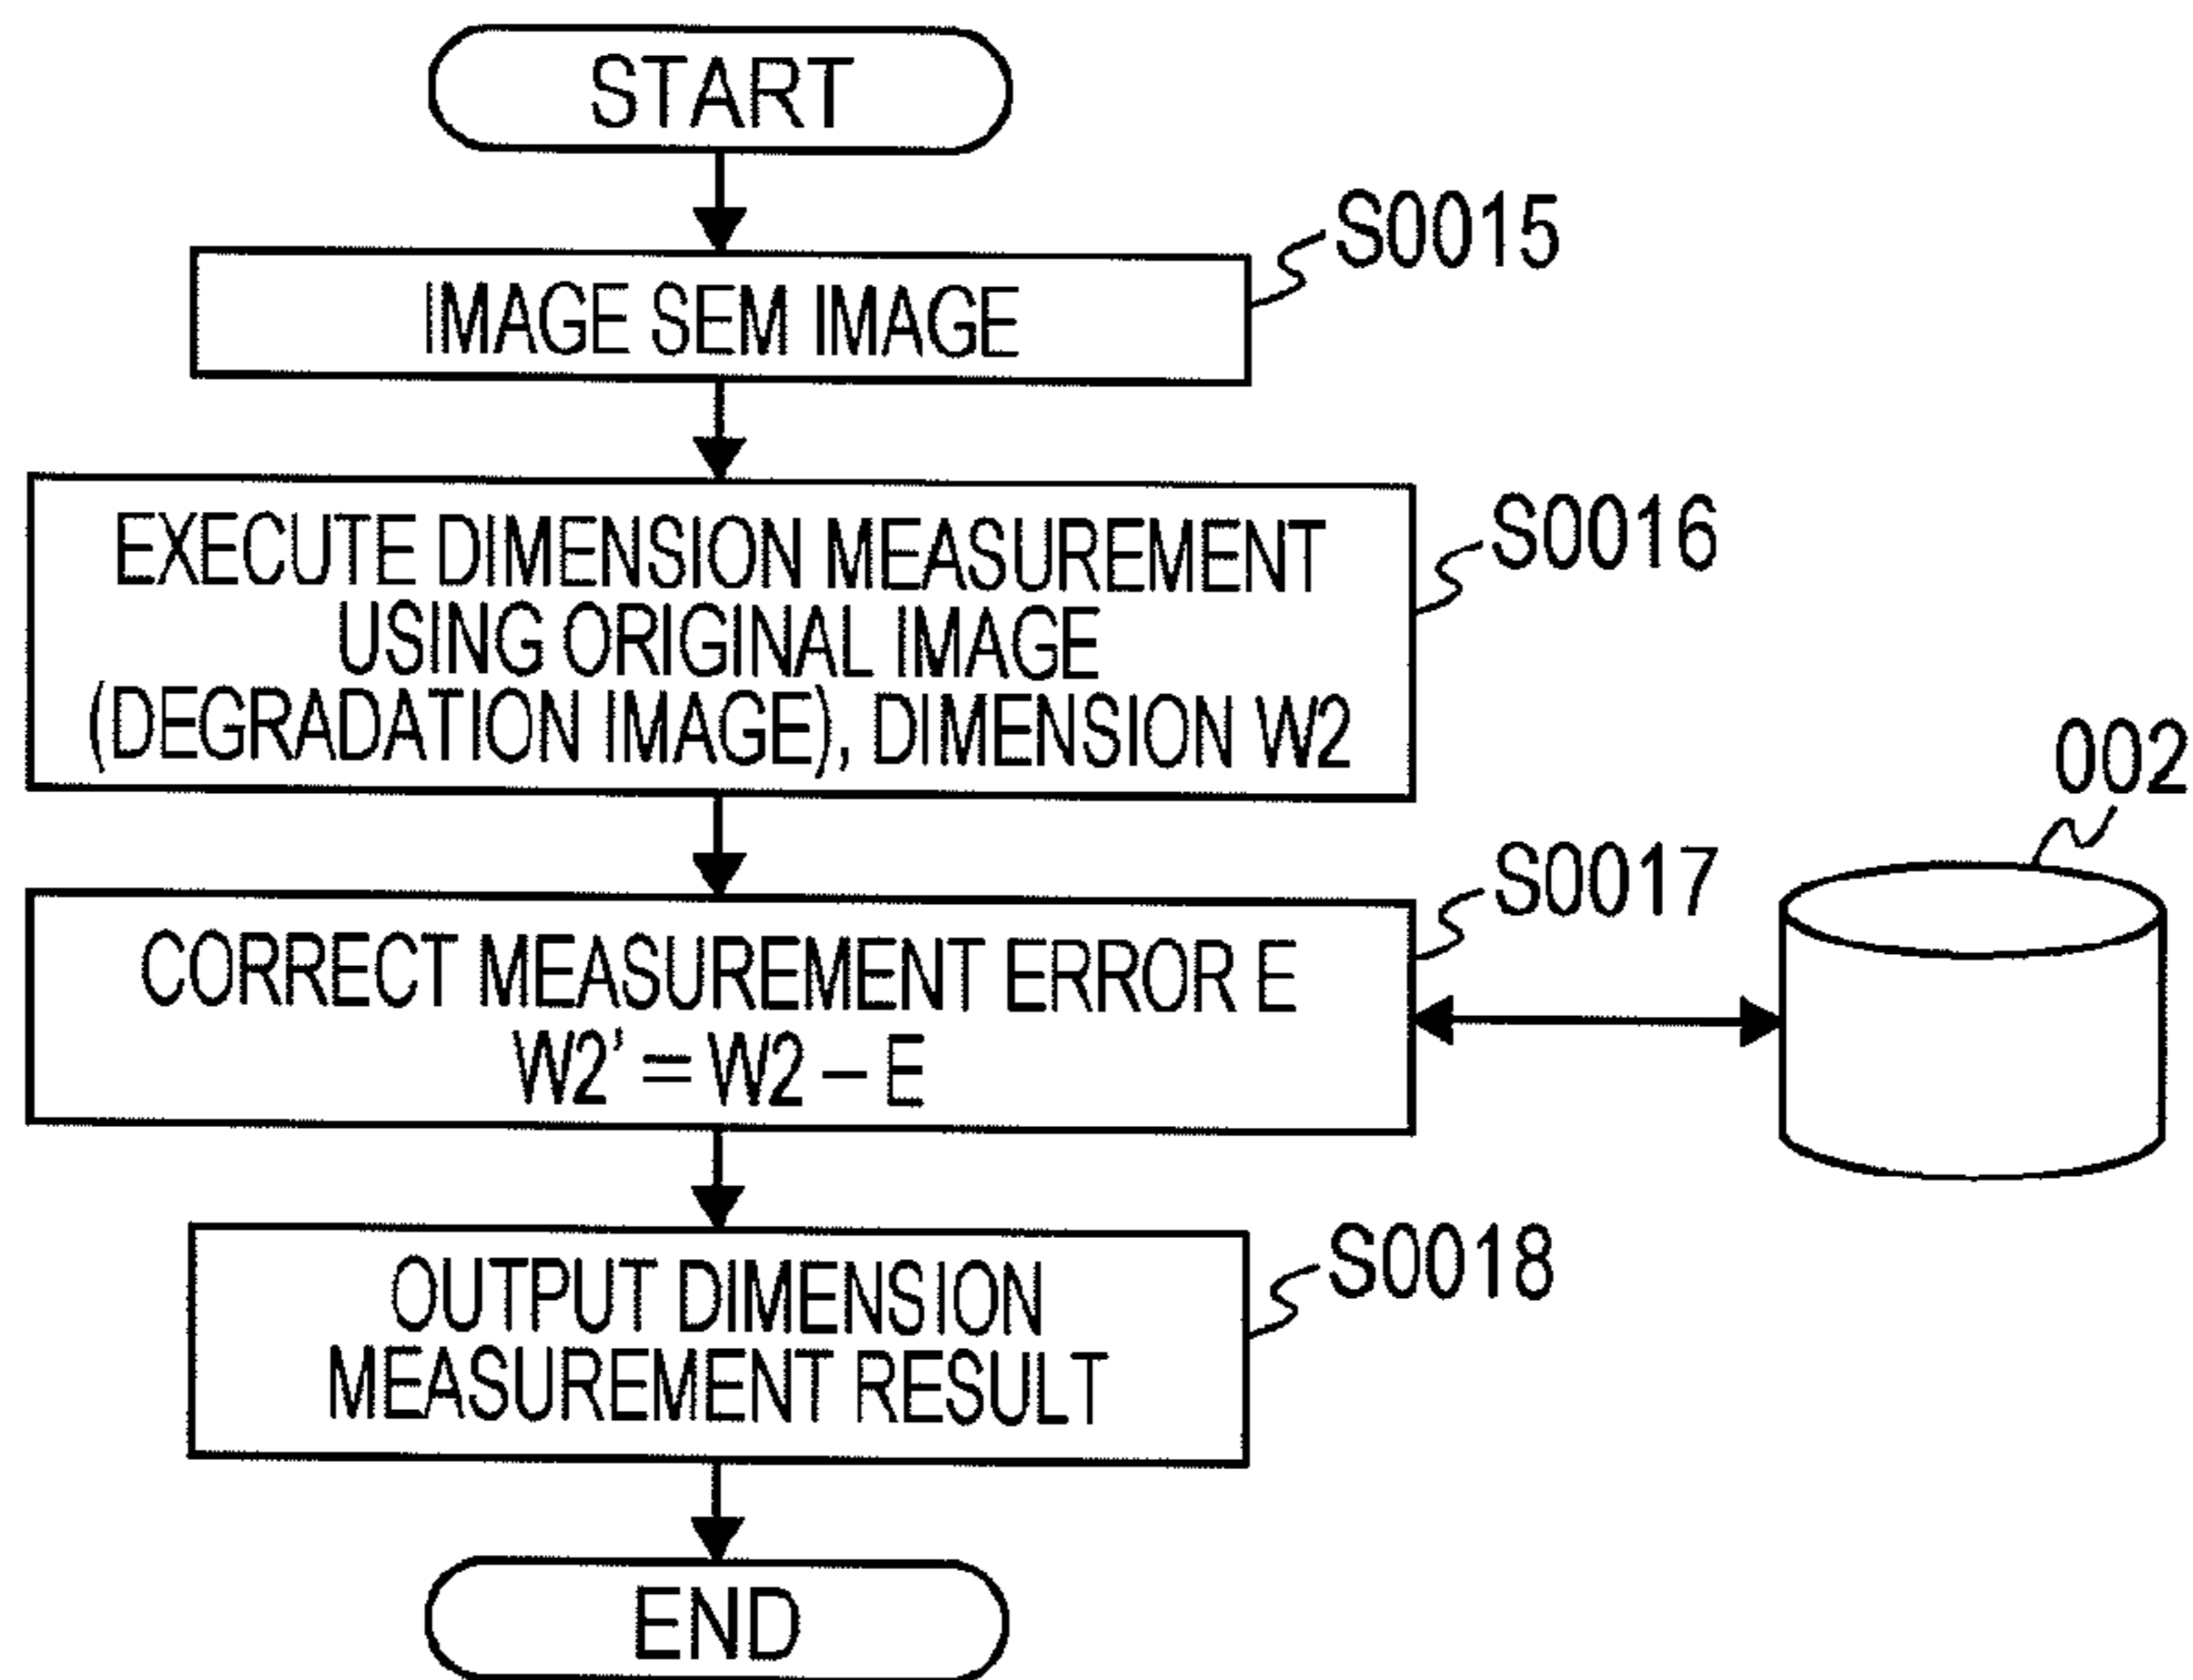 START
S0015
IMAGE SEM IMAGE
S0016
EXECUTE DIMENSION MEASUREMENT
USING ORIGINAL IMAGE
(DEGRADATION IMAGE), DIMENSION W2
002
S0017
CORRECT MEASUREMENT ERROR E
W2' = W2 – E
S0018
OUTPUT DIMENSION
MEASUREMENT RESULT
END